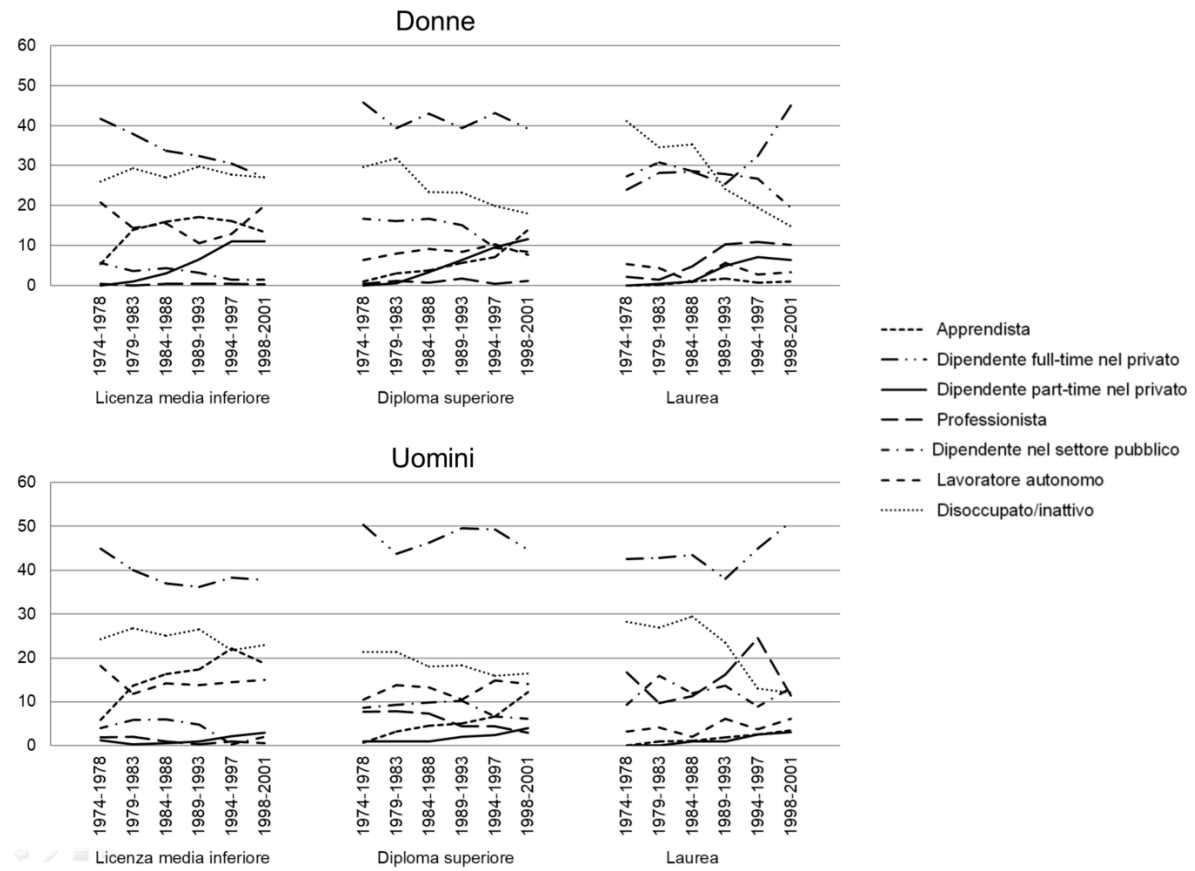 Donne
60
50
40
30
20
10
0
1974-1978 1979-1983 1984-1988 1989-1993 1994-1997 1998-2001 1974-1978 1979-1983 1984-1988 1989-1993 1994-1997 1998-2001 1974-1978 1979-1983 1984-1988 1989-1993 1994-1997 1998-2001
Licenza media inferiore Diploma superiore Laurea
Apprendista
Dipendente full-time nel privato
Dipendente part-time nel privato
Professionista
Dipendente nel settore pubblico
Lavoratore autonomo
Disoccupato/inattivo
Uomini
60
50
40
30
20
10
0
1974-1978 1979-1983 1984-1988 1989-1993 1994-1997 1998-2001 1974-1978 1979-1983 1984-1988 1989-1993 1994-1997 1998-2001 1974-1978 1979-1983 1984-1988 1989-1993 1994-1997 1998-2001
Licenza media inferiore Diploma superiore Laurea